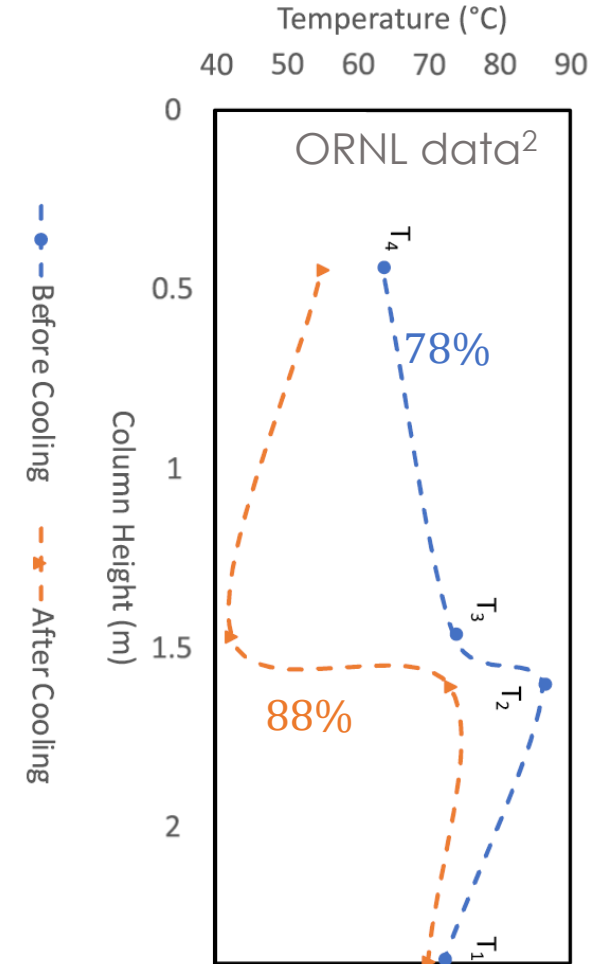 Temperature (°C)
40 50 60 70 80 90
0
ORNL data²
T₄
0.5
78%
1
T₃
1.5
T₂
88%
2
T₁
Column Height (m)
Before Cooling
After Cooling